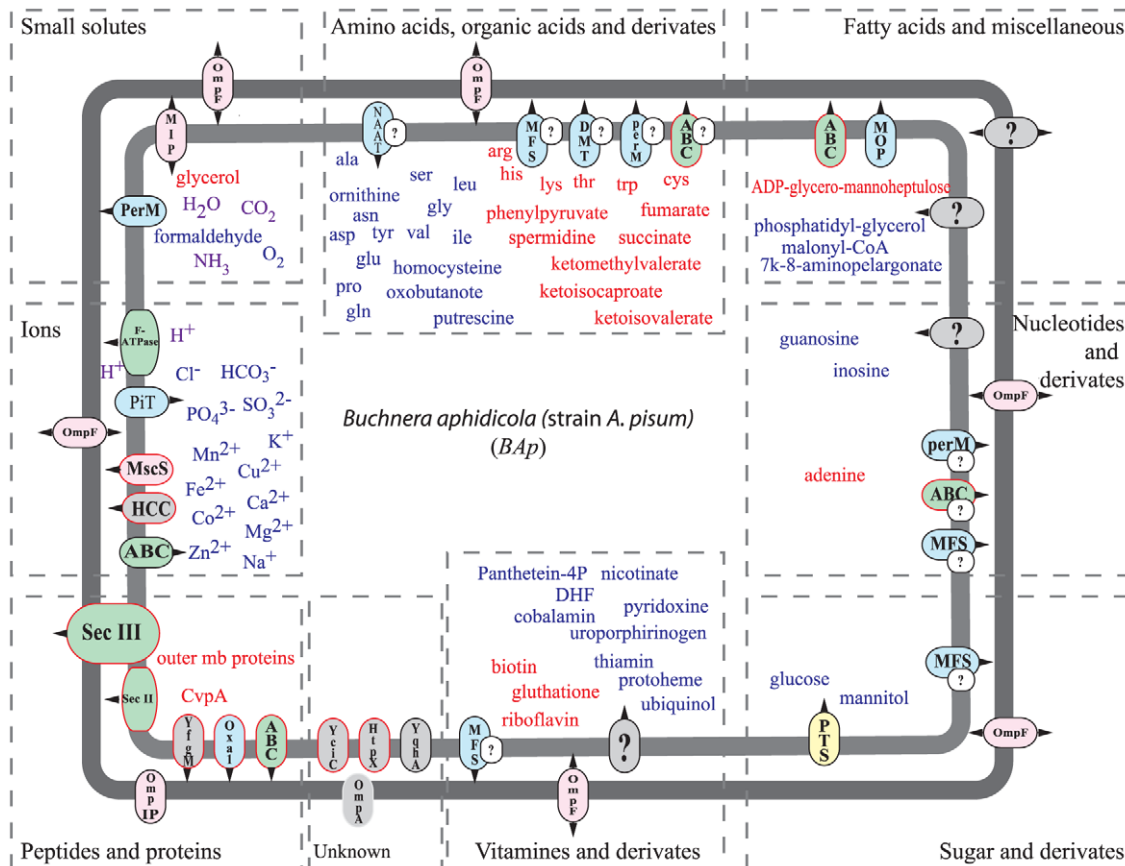 Small solutes
Amino acids, organic acids and derivates
Fatty acids and miscellaneous
OmpF
OmpF
MIP
NAAT
?
MFS
?
DMT
?
perM
?
ABC
?
ABC
MOP
?
glycerol
H2O
CO2
PerM
formaldehyde
O2
NH3
ala
ser
leu
arg
his
lys
thr
trp
cys
ornithine
asn
gly
phenylpyruvate
fumarate
asp
tyr
val
ile
spermidine
succinate
glu
homocysteine
ketomethylvalerate
pro
oxobutanote
ketoisocaproate
gln
putrescine
ketoisovalerate
ADP-glycero-mannoheptulose
?
phosphatidyl-glycerol
malonyl-CoA
7k-8-aminopelargonate
Ions
F-
ATPase
H+
H+
Cl-
HCO3-
PiT
PO43-
SO32-
OmpF
K+
Mn2+
MscS
Cu2+
Fe2+
HCC
Ca2+
Co2+
Mg2+
ABC
Zn2+
Na+
Buchnera aphidicola (strain A. pisum)
(BAp)
guanosine
?
Nucleotides
and
derivates
inosine
OmpF
perM
?
adenine
ABC
?
MFS
?
Sec III
outer mb proteins
Sec II
CvpA
YfgM
OxaI
ABC
OmpIP
Peptides and proteins
YciC
HtpX
YqhA
OmpA
Unknown
Panthetein-4P
nicotinate
DHF
cobalamin
pyridoxine
uroporphirinogen
biotin
thiamin
gluthatione
protoheme
riboflavin
ubiquinol
MFS
?
?
OmpF
Vitamines and derivates
MFS
?
glucose
mannitol
PTS
OmpF
Sugar and derivates